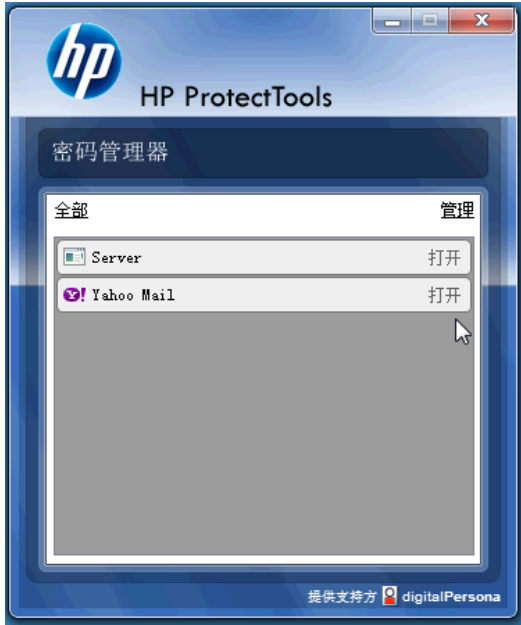 hp
HP ProtectTools
密码管理器
全部 管理
Server 打开
Y! Yahoo Mail 打开
提供支持方 digitalPersona